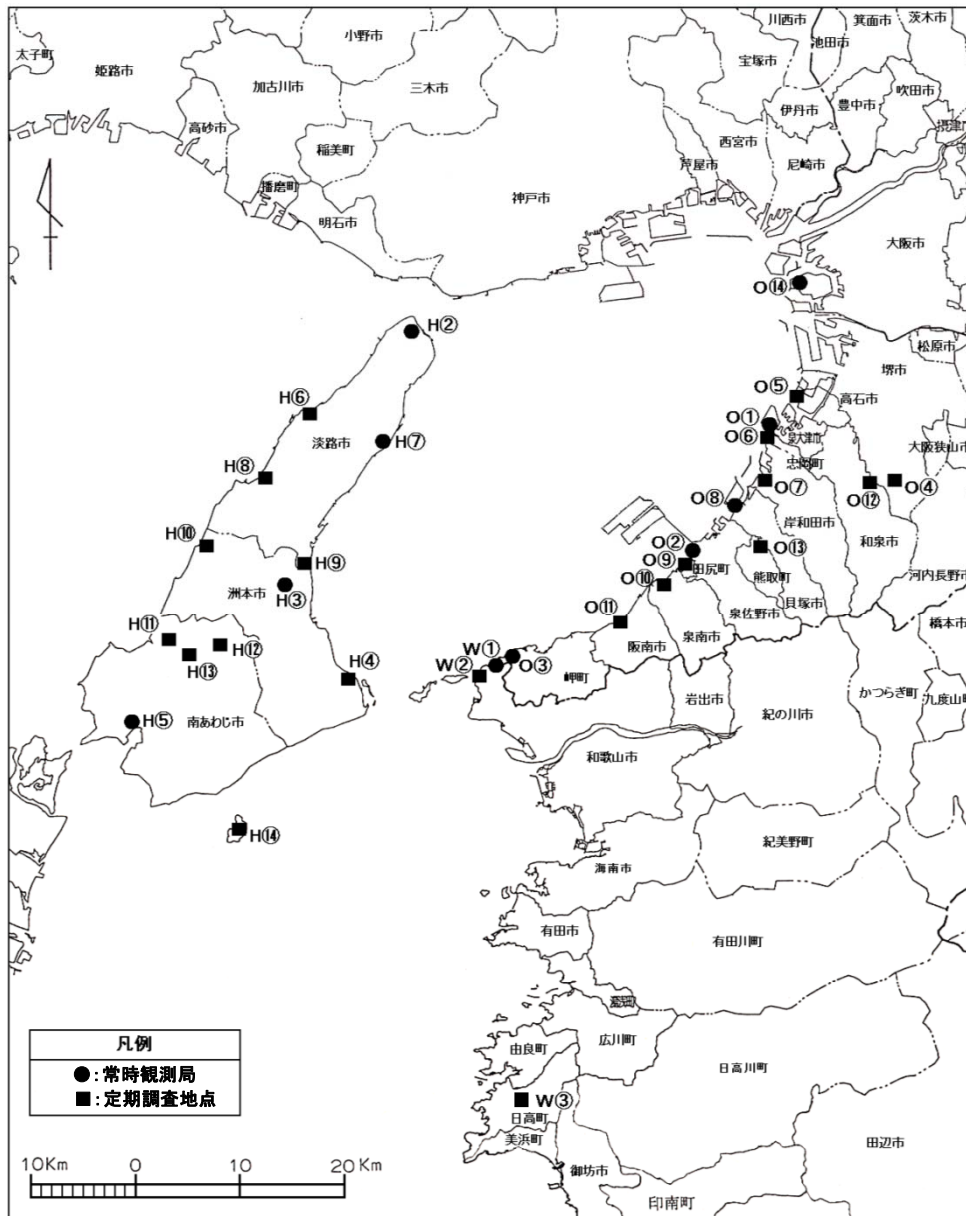 小野市
川西市
箕面市
茨木市
太子町
姫路市
加古川市
三木市
宝塚市
池田市
豊中市
吹田市
高砂市
稲美町
伊丹市
摂津市
西宮市
芦屋市
尼崎市
播磨町
明石市
神戸市
大阪市
O⑭
H②
松原市
堺市
O⑤
高石市
H⑥
淡路市
H⑦
O①
O⑥
泉大津市
忠岡町
大阪狭山市
H⑧
O⑦
O⑫
O④
O⑧
岸和田市
和泉市
H⑩
O②
O⑬
H⑨
O⑨
田尻町
熊取町
河内長野市
洲本市
H③
O⑩
貝塚市
泉佐野市
O⑪
橋本市
H⑪
H⑫
H⑬
泉南市
阪南市
W①
O③
W②
岬町
H④
岩出市
紀の川市
かつらぎ町
九度山町
H⑤
南あわじ市
和歌山市
H⑭
紀美野町
海南市
有田市
有田川町
湯浅町
広川町
由良町
日高川町
凡例
●:常時観測局
■:定期調査地点
W③
日高町
美浜町
田辺市
御坊市
印南町
10Km 0 10 20 Km